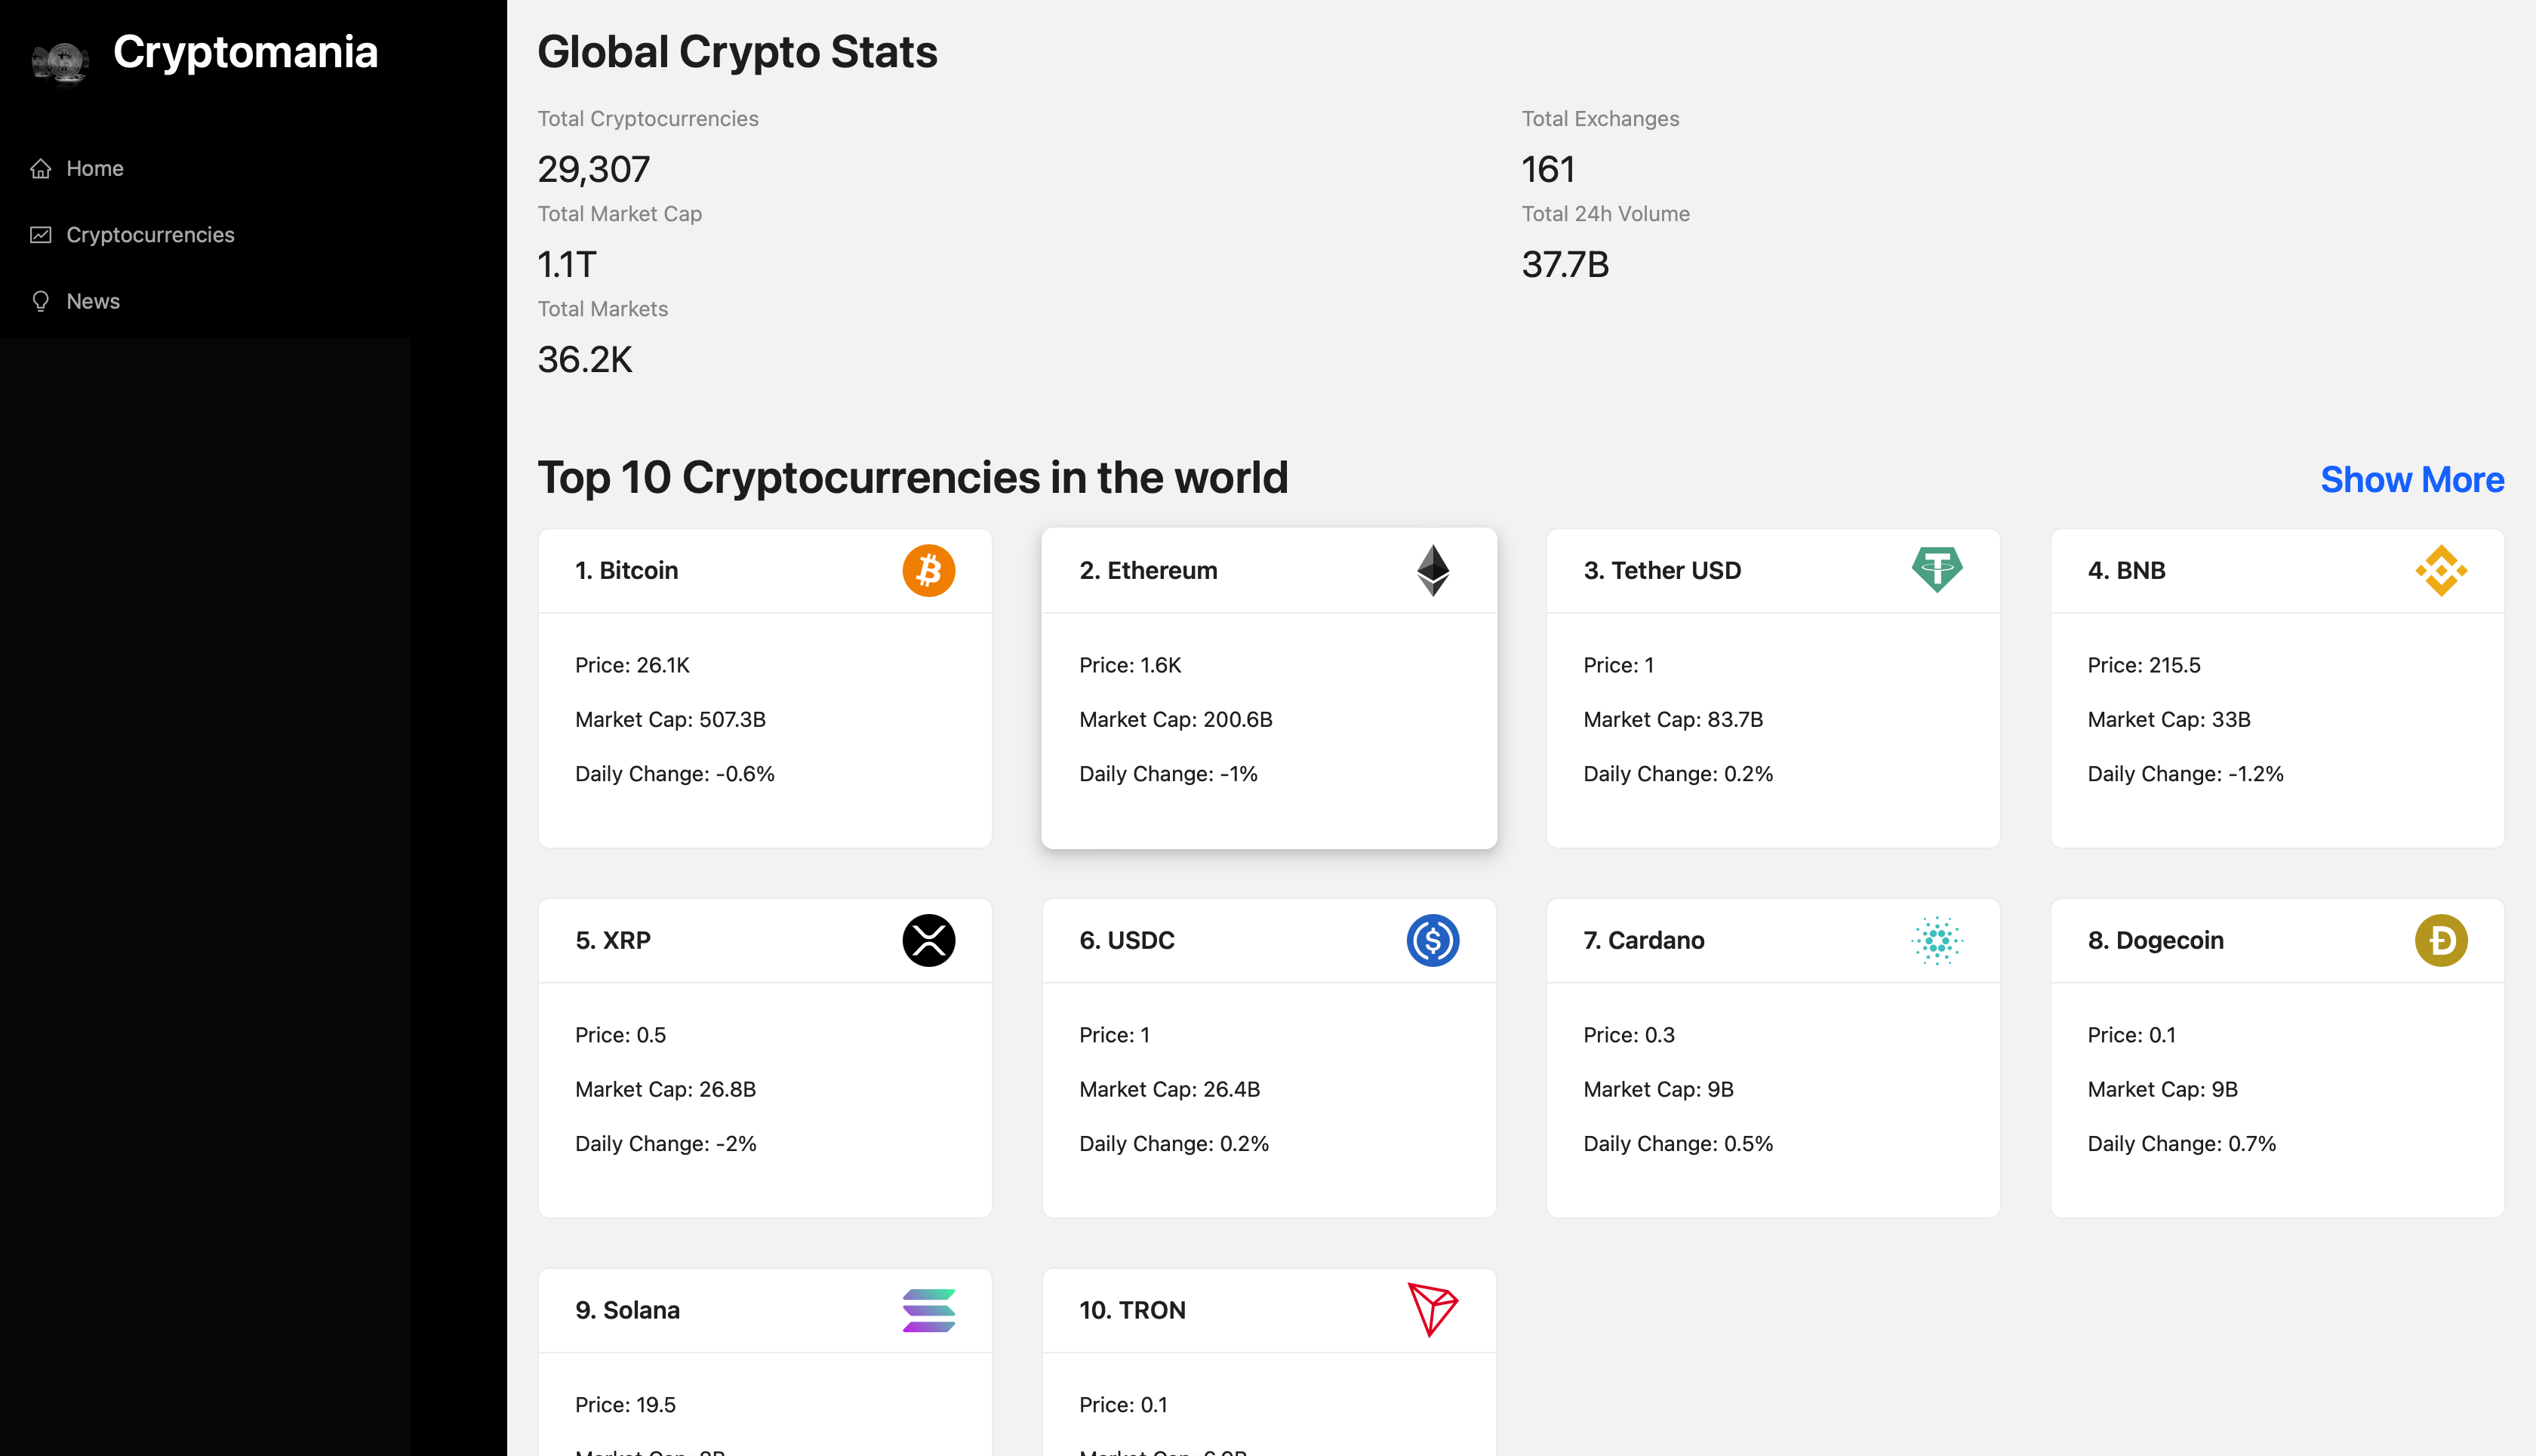 Cryptomania
Home
Cryptocurrencies
News
Global Crypto Stats
Total Cryptocurrencies
29,307
Total Exchanges
161
Total Market Cap
1.1T
Total 24h Volume
37.7B
Total Markets
36.2K
Top 10 Cryptocurrencies in the world
Show More
1. Bitcoin
Price: 26.1K
Market Cap: 507.3B
Daily Change: -0.6%
2. Ethereum
Price: 1.6K
Market Cap: 200.6B
Daily Change: -1%
3. Tether USD
Price: 1
Market Cap: 83.7B
Daily Change: 0.2%
4. BNB
Price: 215.5
Market Cap: 33B
Daily Change: -1.2%
5. XRP
Price: 0.5
Market Cap: 26.8B
Daily Change: -2%
6. USDC
Price: 1
Market Cap: 26.4B
Daily Change: 0.2%
7. Cardano
Price: 0.3
Market Cap: 9B
Daily Change: 0.5%
8. Dogecoin
Price: 0.1
Market Cap: 9B
Daily Change: 0.7%
9. Solana
Price: 19.5
Market Cap: 8B
10. TRON
Price: 0.1
Market Cap: